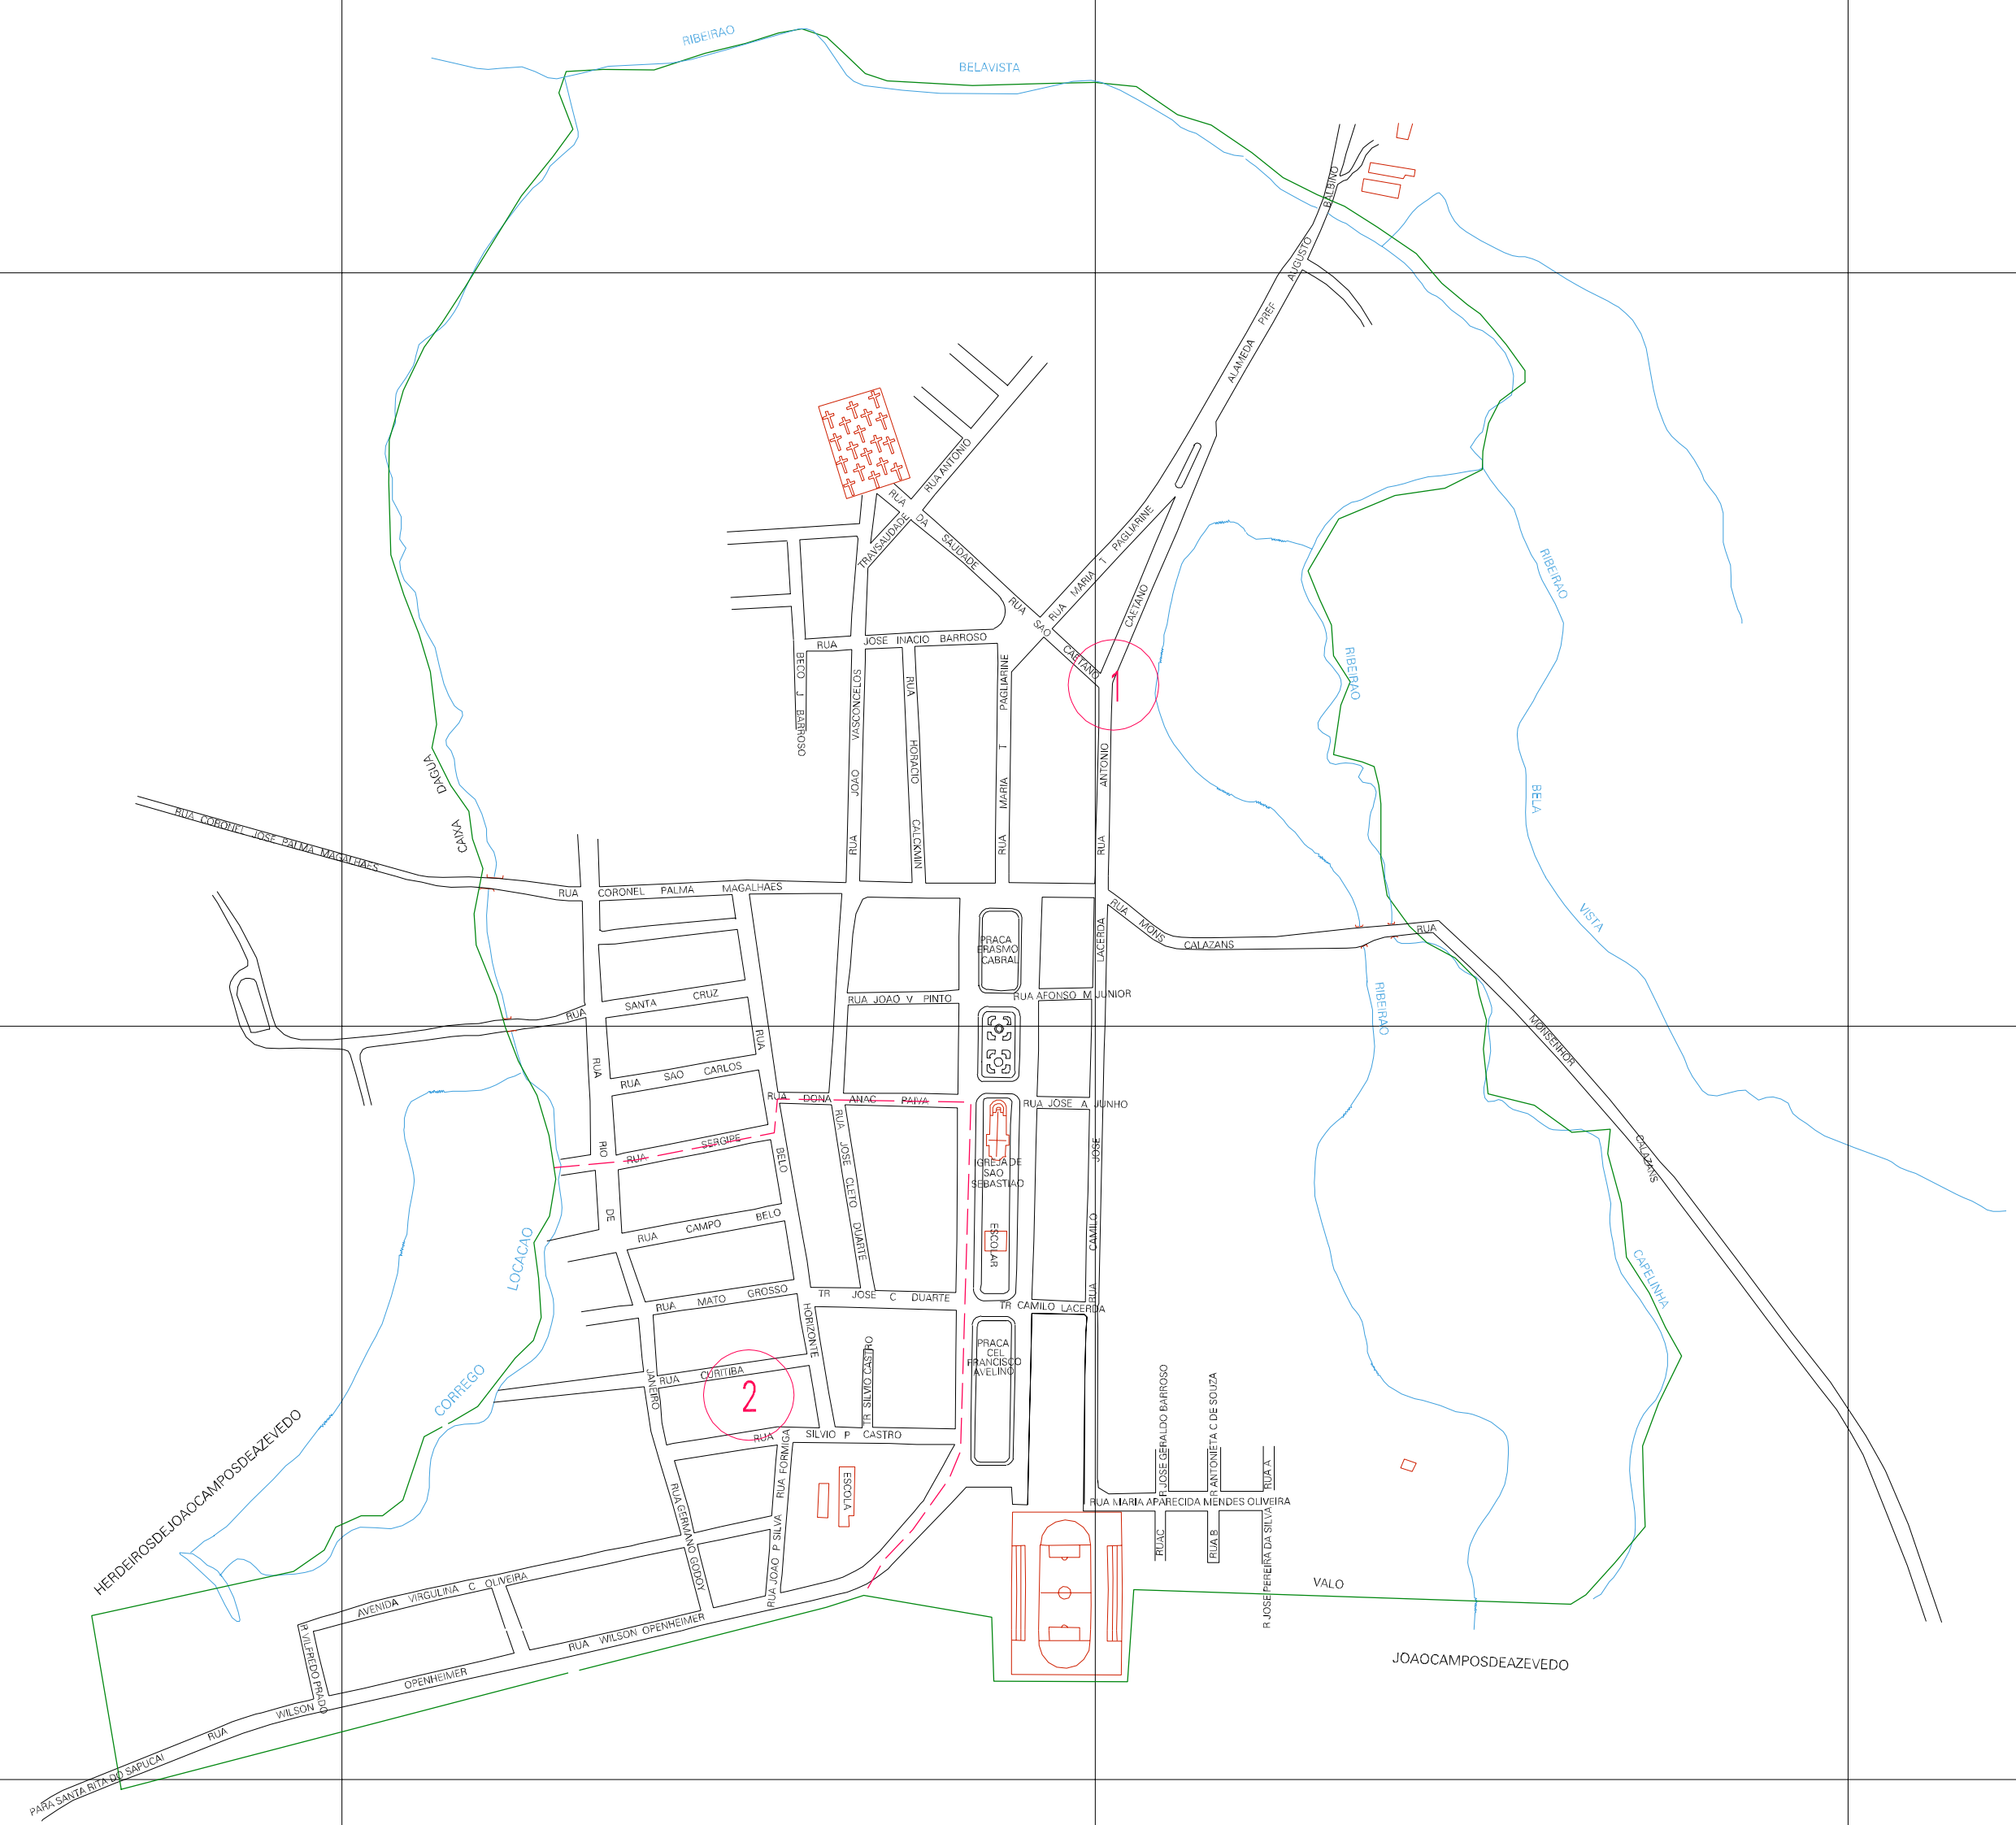 RIBEIRAO
BELAVISTA
ALAMEDA PREF AUGUSTO BALBINO
RUA ANTONIO
RUA DA SAUDADE
TRAVSAUDADE
RUA MARIA T PAGLIARINE
RUA SAO CAETANO
CAETANO
1
RIBEIRAO
RIBEIRAO
BELA
VISTA
RUA JOSE INACIO BARROSO
BECO J BARROSO
RUA JOAO VASCONCELOS
RUA HORACIO CALCKMIN
RUA MARIA T PAGLIARINE
RUA ANTONIO
CAIXA DAGUA
RUA CORONEL JOSE PALMA MAGALHAES
RUA CORONEL PALMA MAGALHAES
RUA MONS CALAZANS
RUA MONSENHOR CALAZANS
PRACA
ERASMO
CABRAL
LACERDA
RUA SANTA CRUZ
RUA JOAO V PINTO
RUA AFONSO M JUNIOR
RIBEIRAO
RUA SAO CARLOS
RUA DONA ANAC PAIVA
RUA JOSE A JUNHO
RUA SERGIPE
RUA JOSE CLETO DUARTE
IGREJA DE
SAO
SEBASTIAO
ESCOLAR
RUA CAMILO JOSE
RUA RIO DE JANEIRO
RUA BELO HORIZONTE
RUA CAMPO BELO
LOCACAO
CORREGO
CAPELINHA
RUA MATO GROSSO
TR JOSE C DUARTE
TR CAMILO LACERDA
PRACA
CEL
FRANCISCO
AVELINO
RUA CURITIBA
2
TR SILVIO CASTRO
RUA SILVIO P CASTRO
RUA FORMIGA
ESCOLA
RUA GERMANO GODOY
RUA JOAO P SILVA
R JOSE GERALDO BARROSO
R ANTONIETA C DE SOUZA
RUA A
RUA MARIA APARECIDA MENDES OLIVEIRA
RUAC
RUA B
R JOSE PEREIRA DA SILVA
VALO
HERDEIROSDEJOAOCAMPOSDEAZEVEDO
AVENIDA VIRGULINA C OLIVEIRA
R VILFREDO PRADO
RUA WILSON OPENHEIMER
RUA WILSON OPENHEIMER
JOAOCAMPOSDEAZEVEDO
PARA SANTA RITA DO SAPUCAI